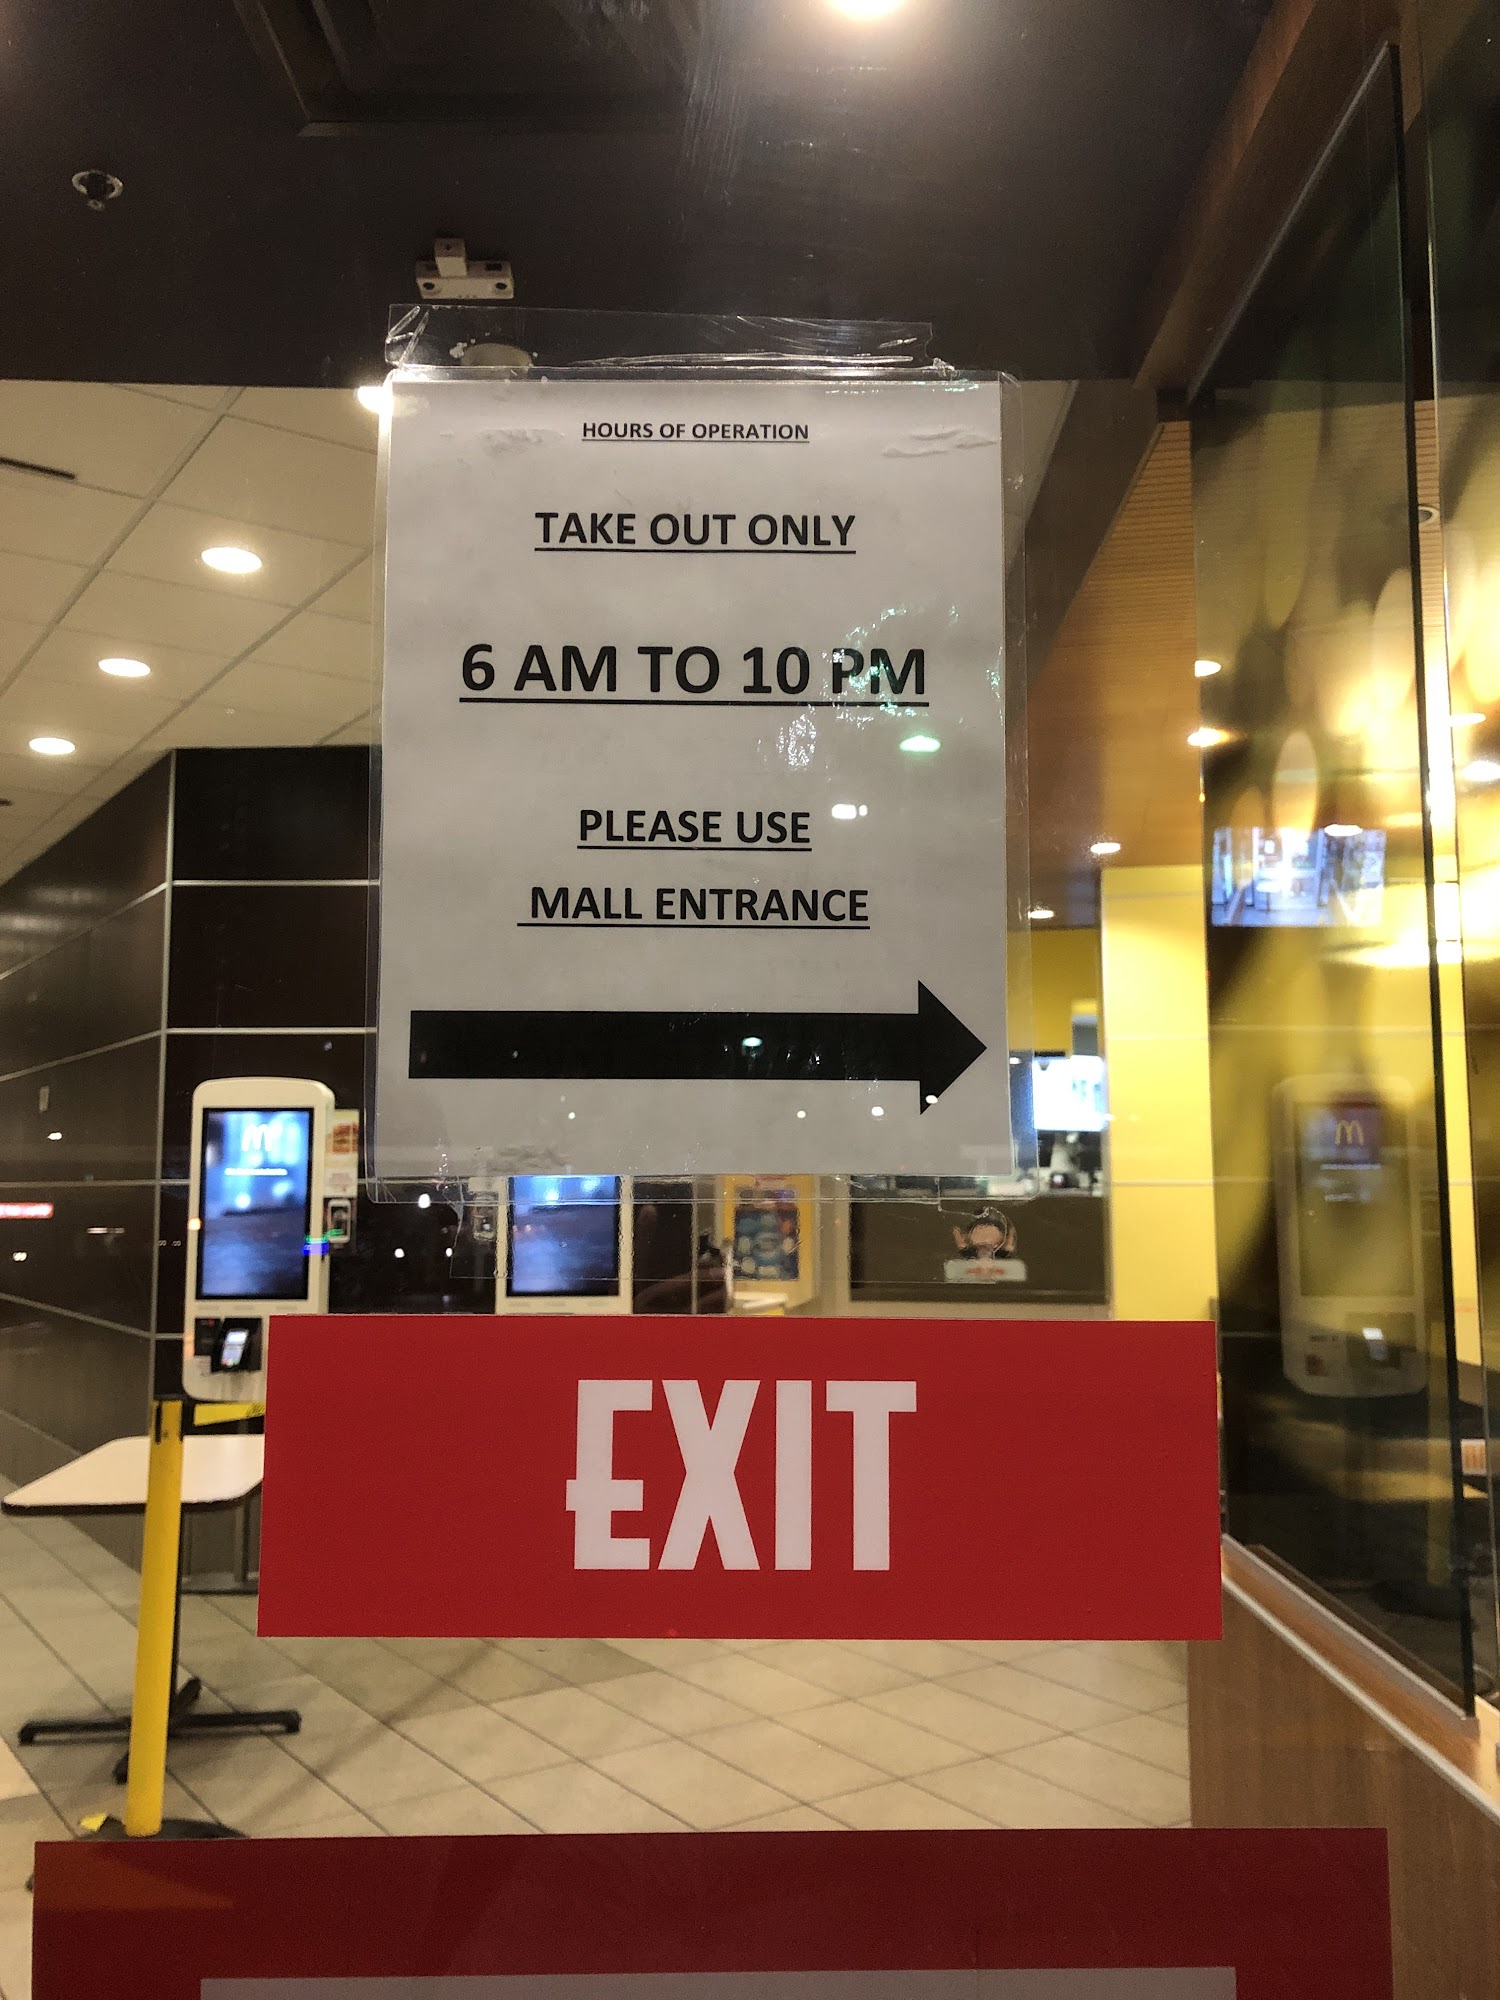 HOURS OF OPERATION
TAKE OUT ONLY
6 AM TO 10 PM
PLEASE USE
MALL ENTRANCE
EXIT